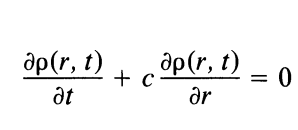 ∂ρ(r, t)/∂t + c ∂ρ(r, t)/∂r = 0